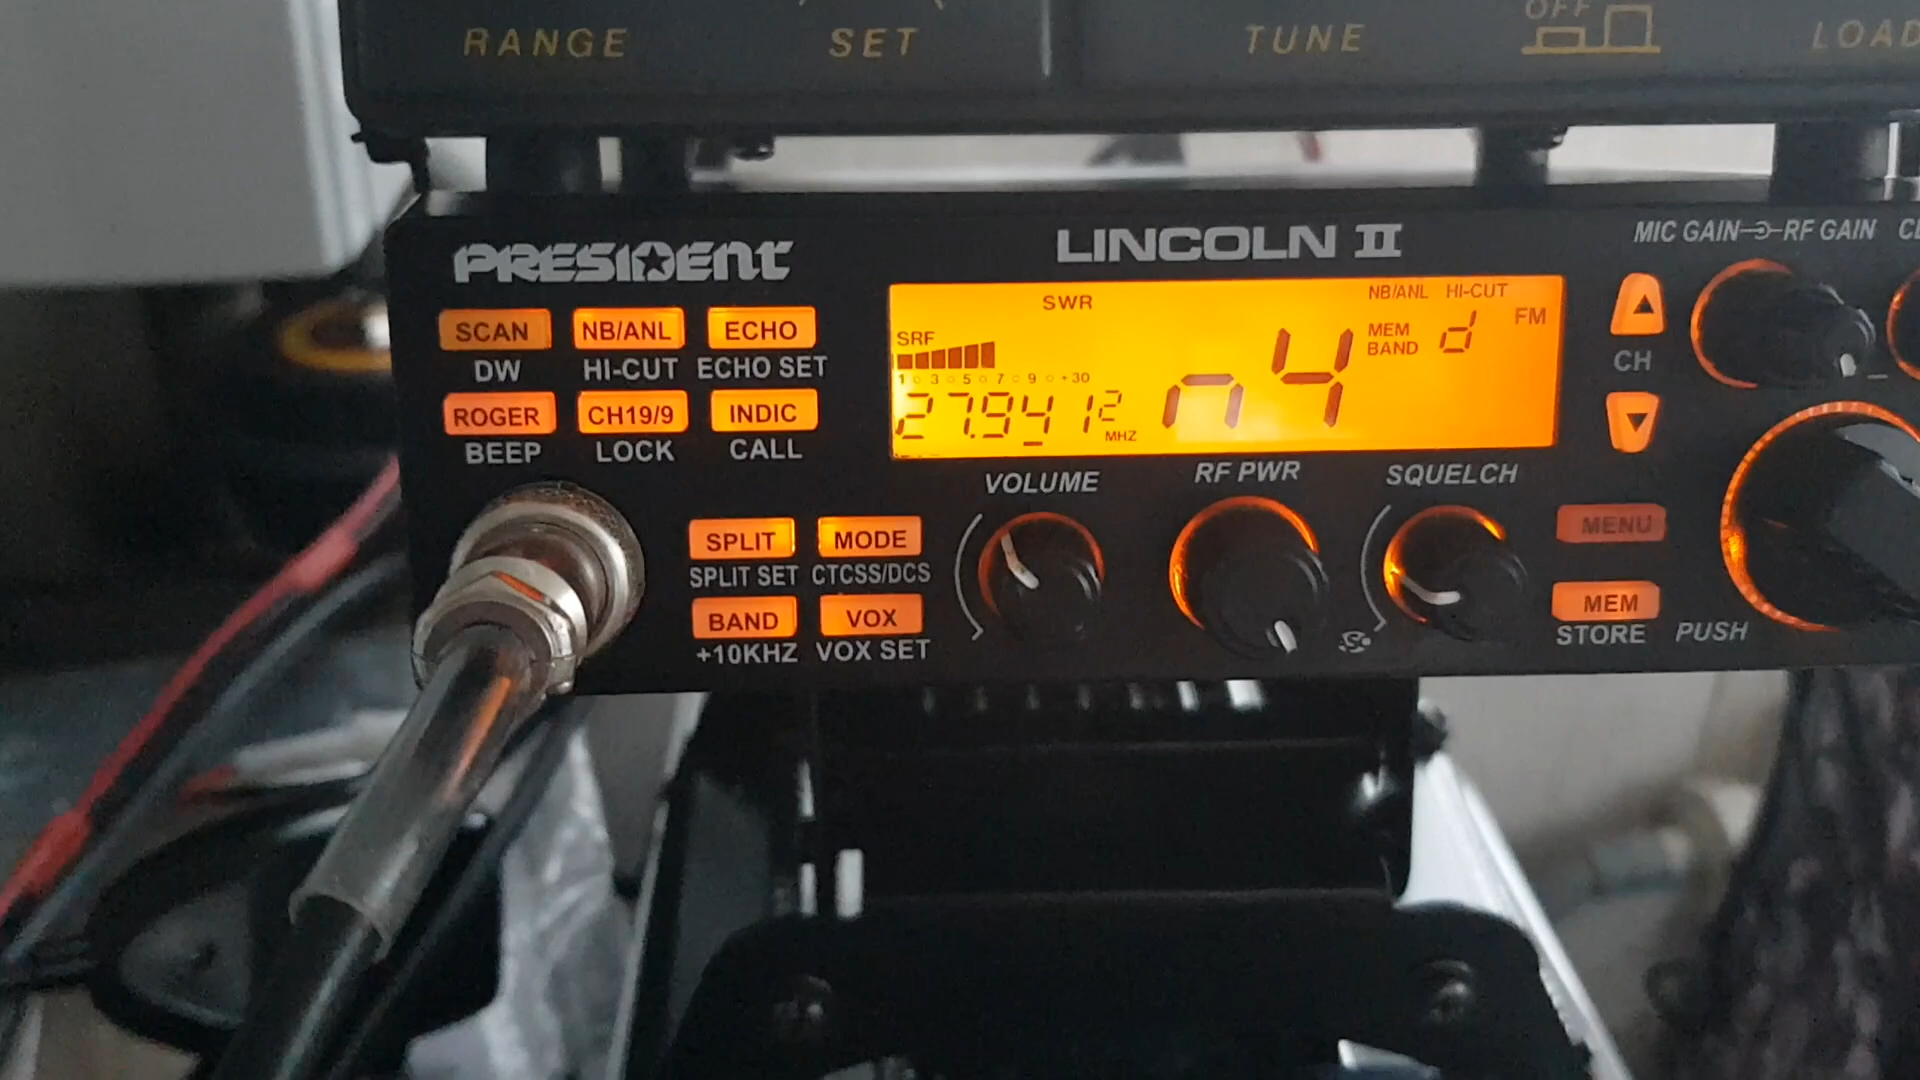 RANGE SET TUNE OFF LOAD
PRESIDENT LINCOLN II MIC GAIN RF GAIN
SCAN NB/ANL ECHO
DW HI-CUT ECHO SET
ROGER CH19/9 INDIC
BEEP LOCK CALL
SWR NB/ANL HI-CUT
SRF MEM BAND d FM
1 3 5 7 9 +30
27.9412 MHZ n4
CH
VOLUME RF PWR SQUELCH
SPLIT MODE MENU
SPLIT SET CTCSS/DCS
BAND VOX MEM
+10KHZ VOX SET STORE PUSH